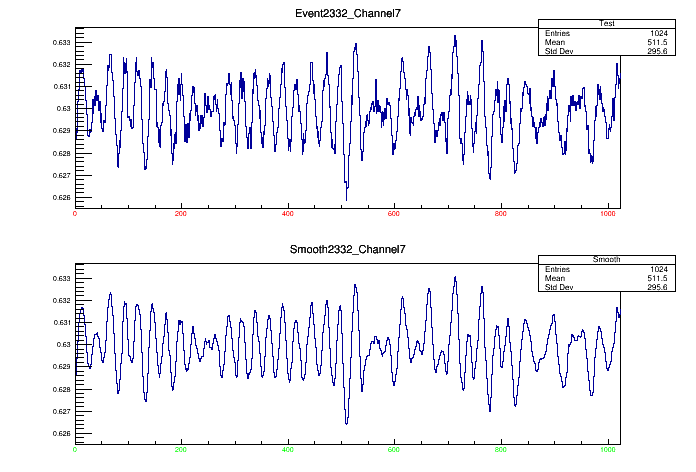 Event2332_Channel7
Test
Entries 1024
Mean 511.5
Std Dev 295.6
0.633
0.632
0.631
0.63
0.629
0.628
0.627
0.626
0 200 400 600 800 1000
Smooth2332_Channel7
Smooth
Entries 1024
Mean 511.5
Std Dev 295.6
0.633
0.632
0.631
0.63
0.629
0.628
0.627
0.626
0 200 400 600 800 1000